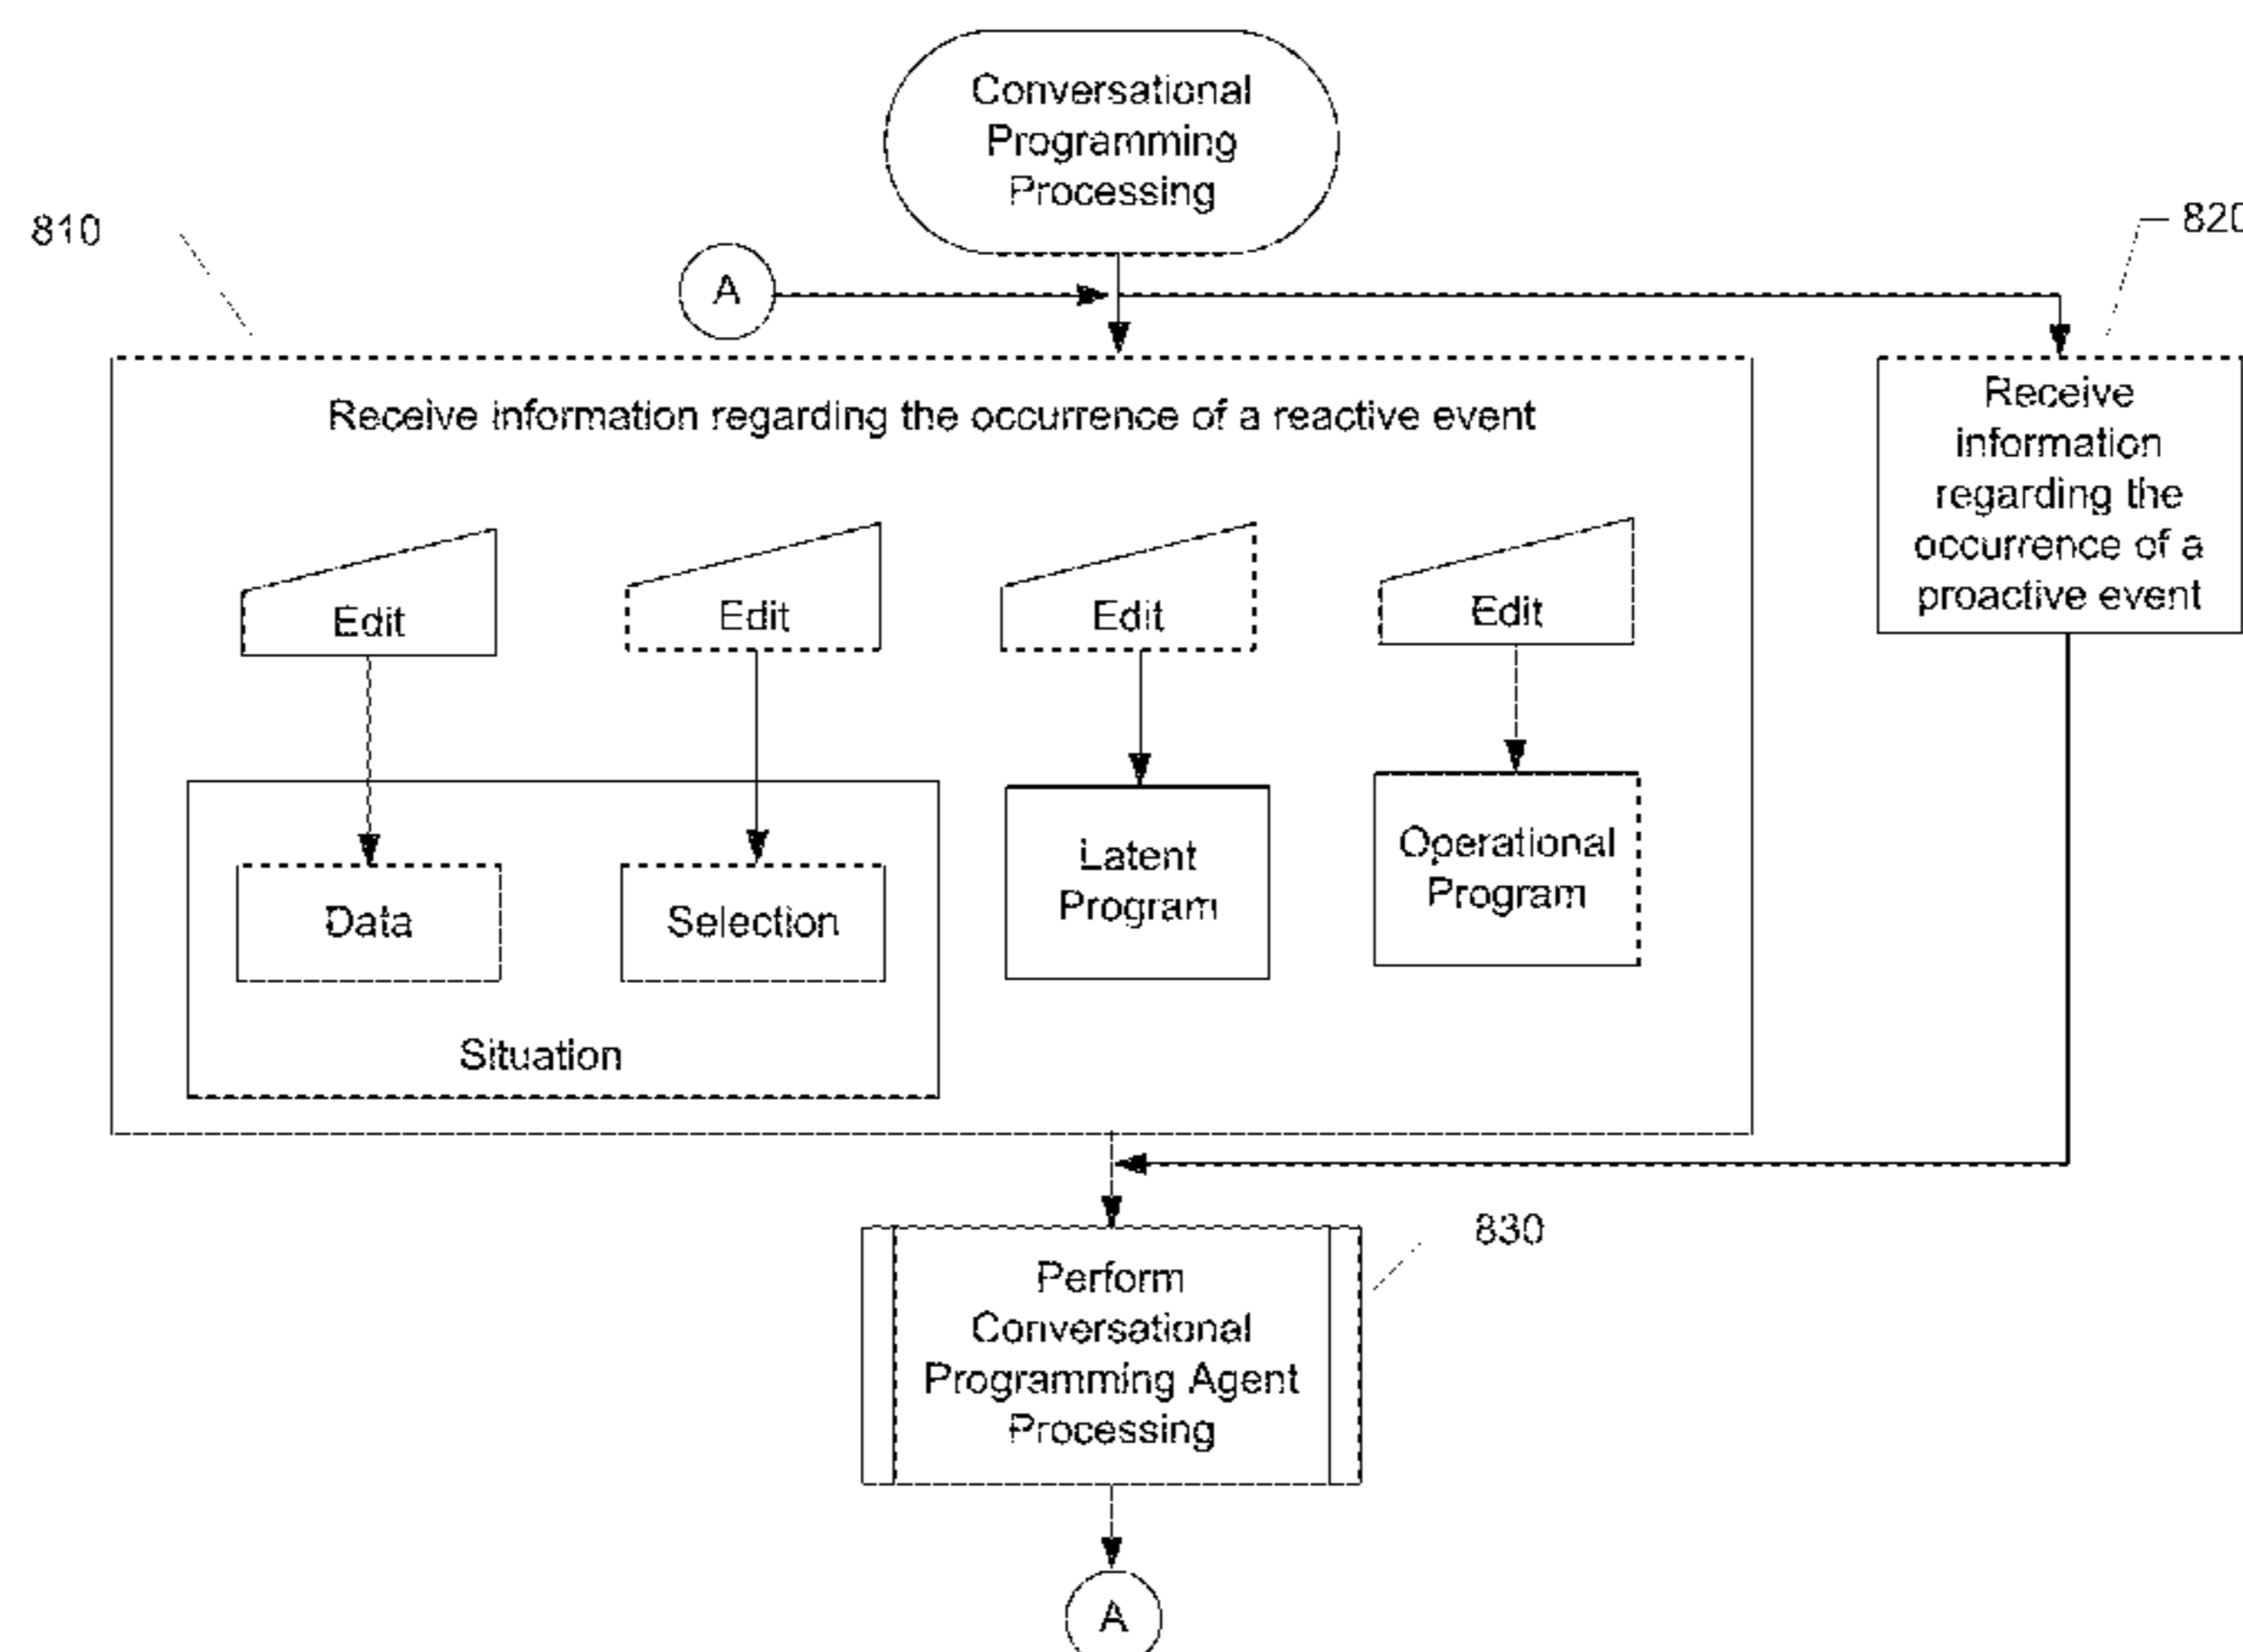 Conversational
Programming
Processing
810
820
A
Receive information regarding the occurrence of a reactive event
Receive
information
regarding the
occurrence of a
proactive event
Edit
Edit
Edit
Edit
Data
Selection
Latent
Program
Operational
Program
Situation
830
Perform
Conversational
Programming Agent
Processing
A